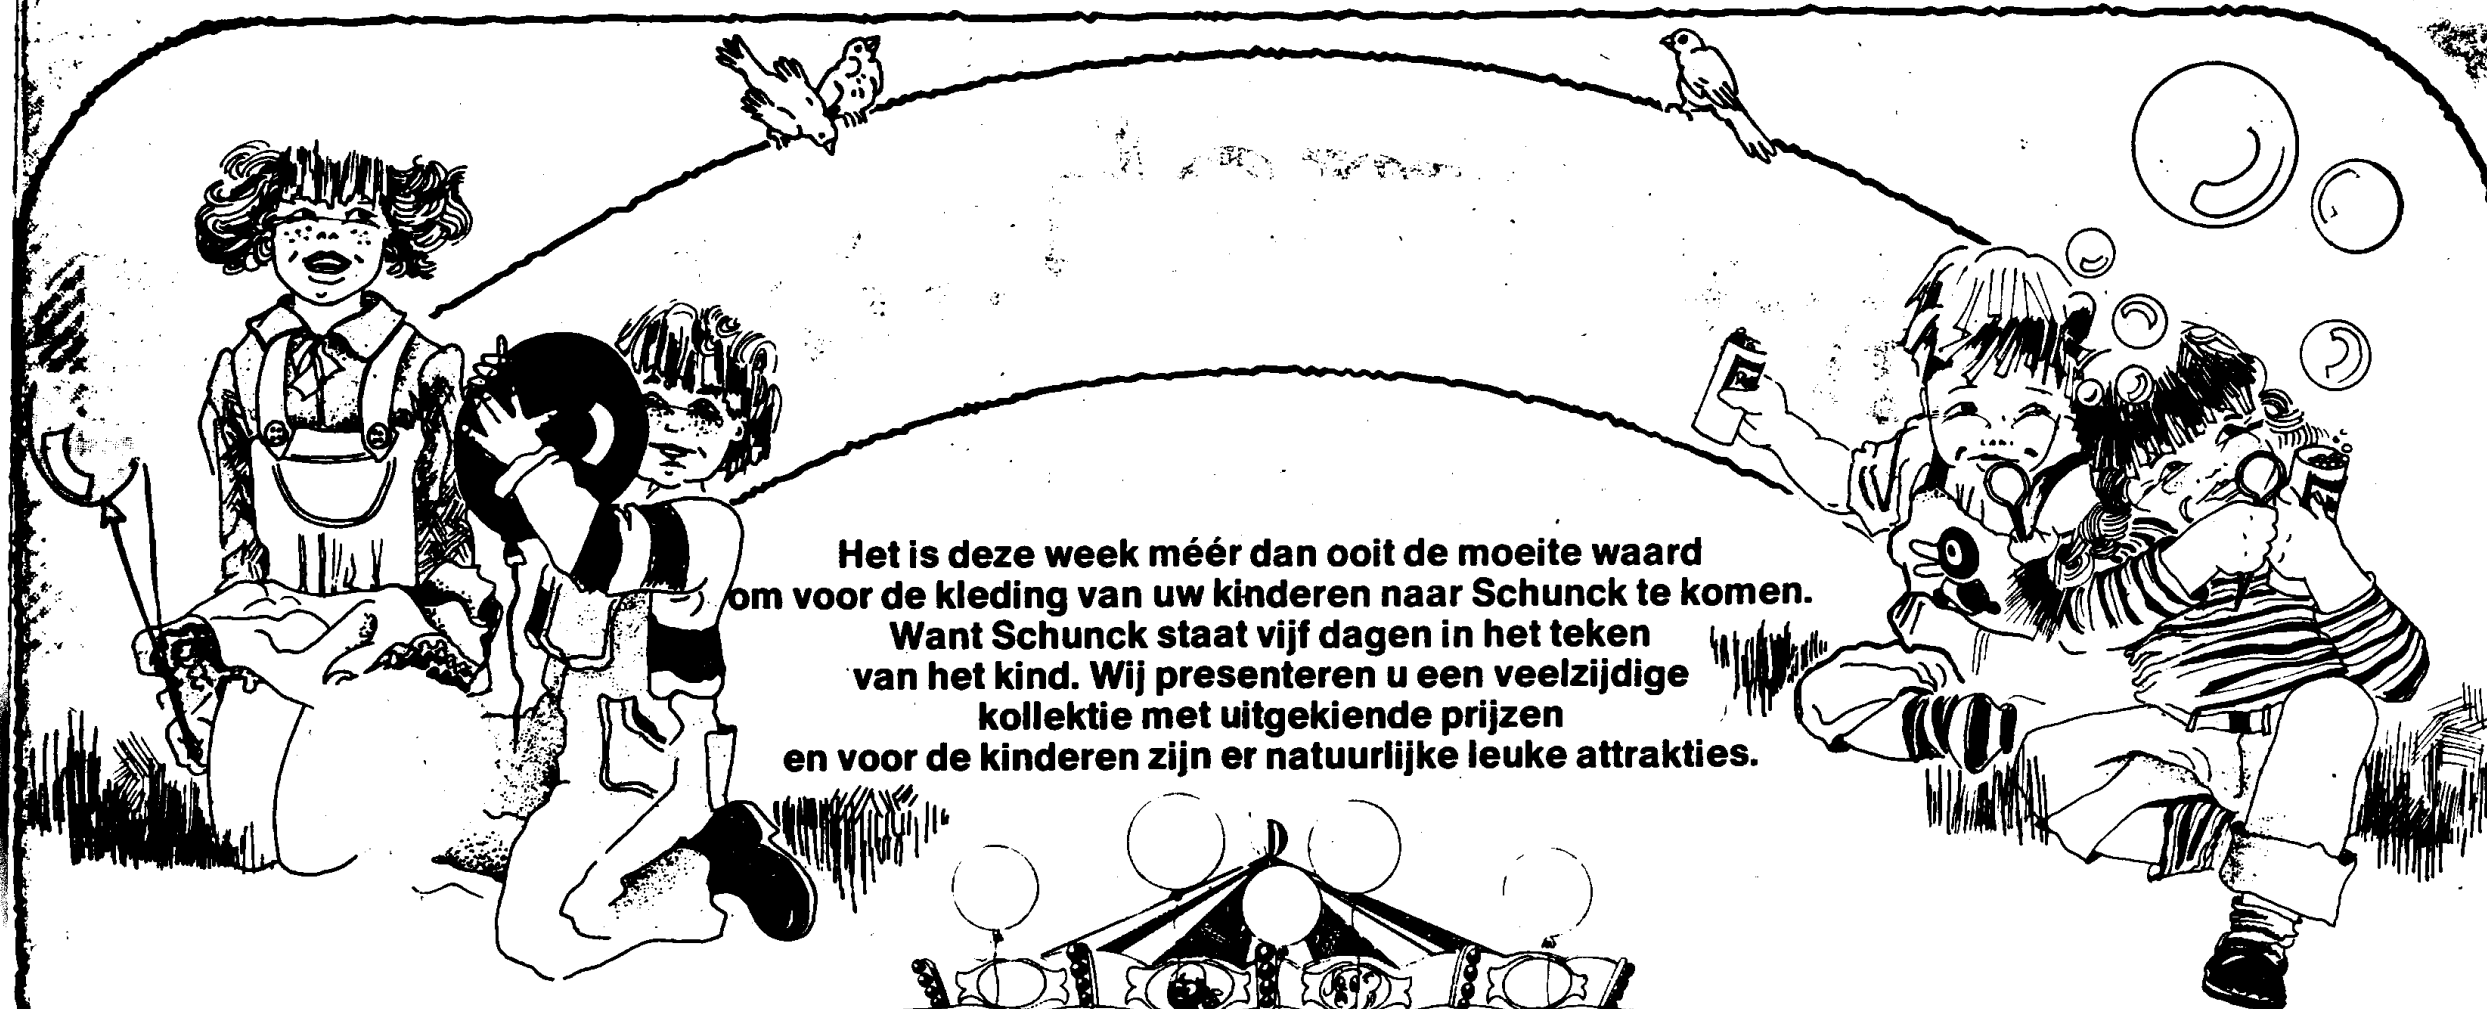 Het is deze week méér dan ooit de moeite waard
om voor de kleding van uw kinderen naar Schunck te komen.
Want Schunck staat vijf dagen in het teken
van het kind. Wij presenteren u een veelzijdige
kollektie met uitgekiende prijzen
en voor de kinderen zijn er natuurlijke leuke attrakties.